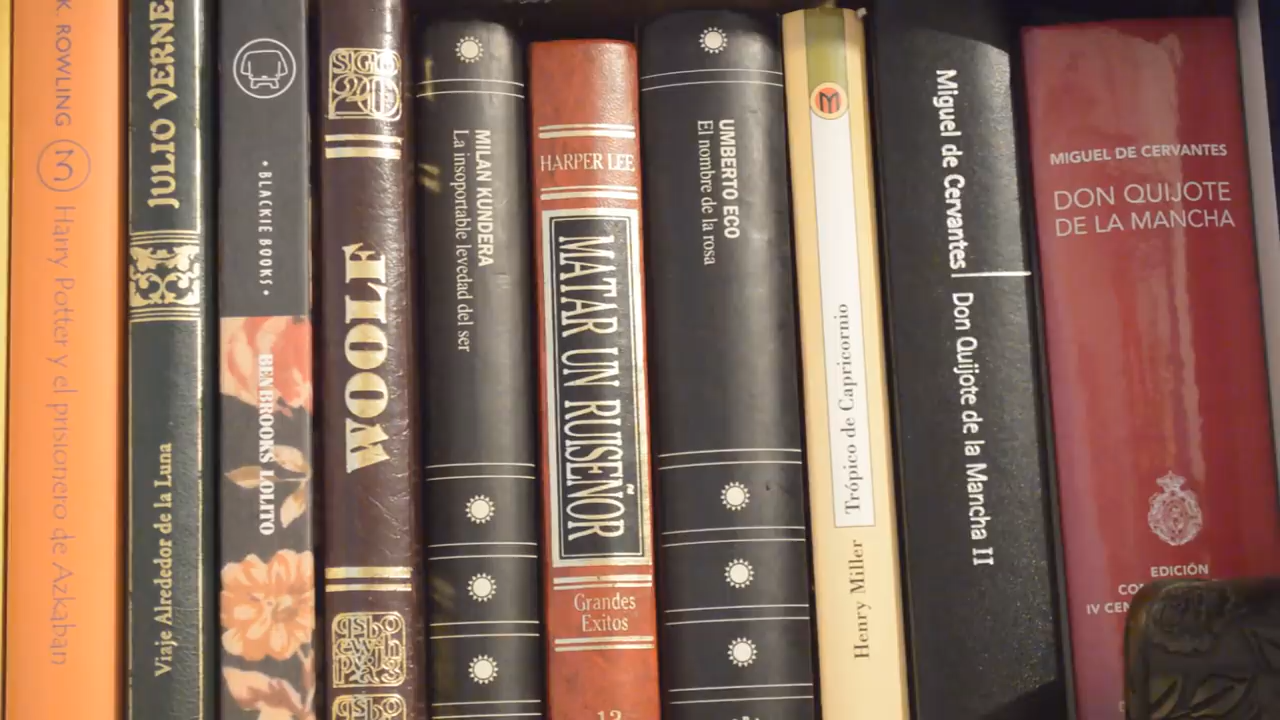 K. ROWLING
3
Harry Potter y el prisionero de Azkaban
JULIO VERNE
Viaje Alrededor de la Luna
• BLACKIE BOOKS •
BEN BROOKS LOLITO
SIGLO
20
WOOLF
MILAN KUNDERA
La insoportable levedad del ser
HARPER LEE
MATAR UN RUISEÑOR
Grandes
Exitos
UMBERTO ECO
El nombre de la rosa
M
Trópico de Capricornio
Henry Miller
Miguel de Cervantes
Don Quijote de la Mancha II
MIGUEL DE CERVANTES
DON QUIJOTE
DE LA MANCHA
EDICIÓN
IV